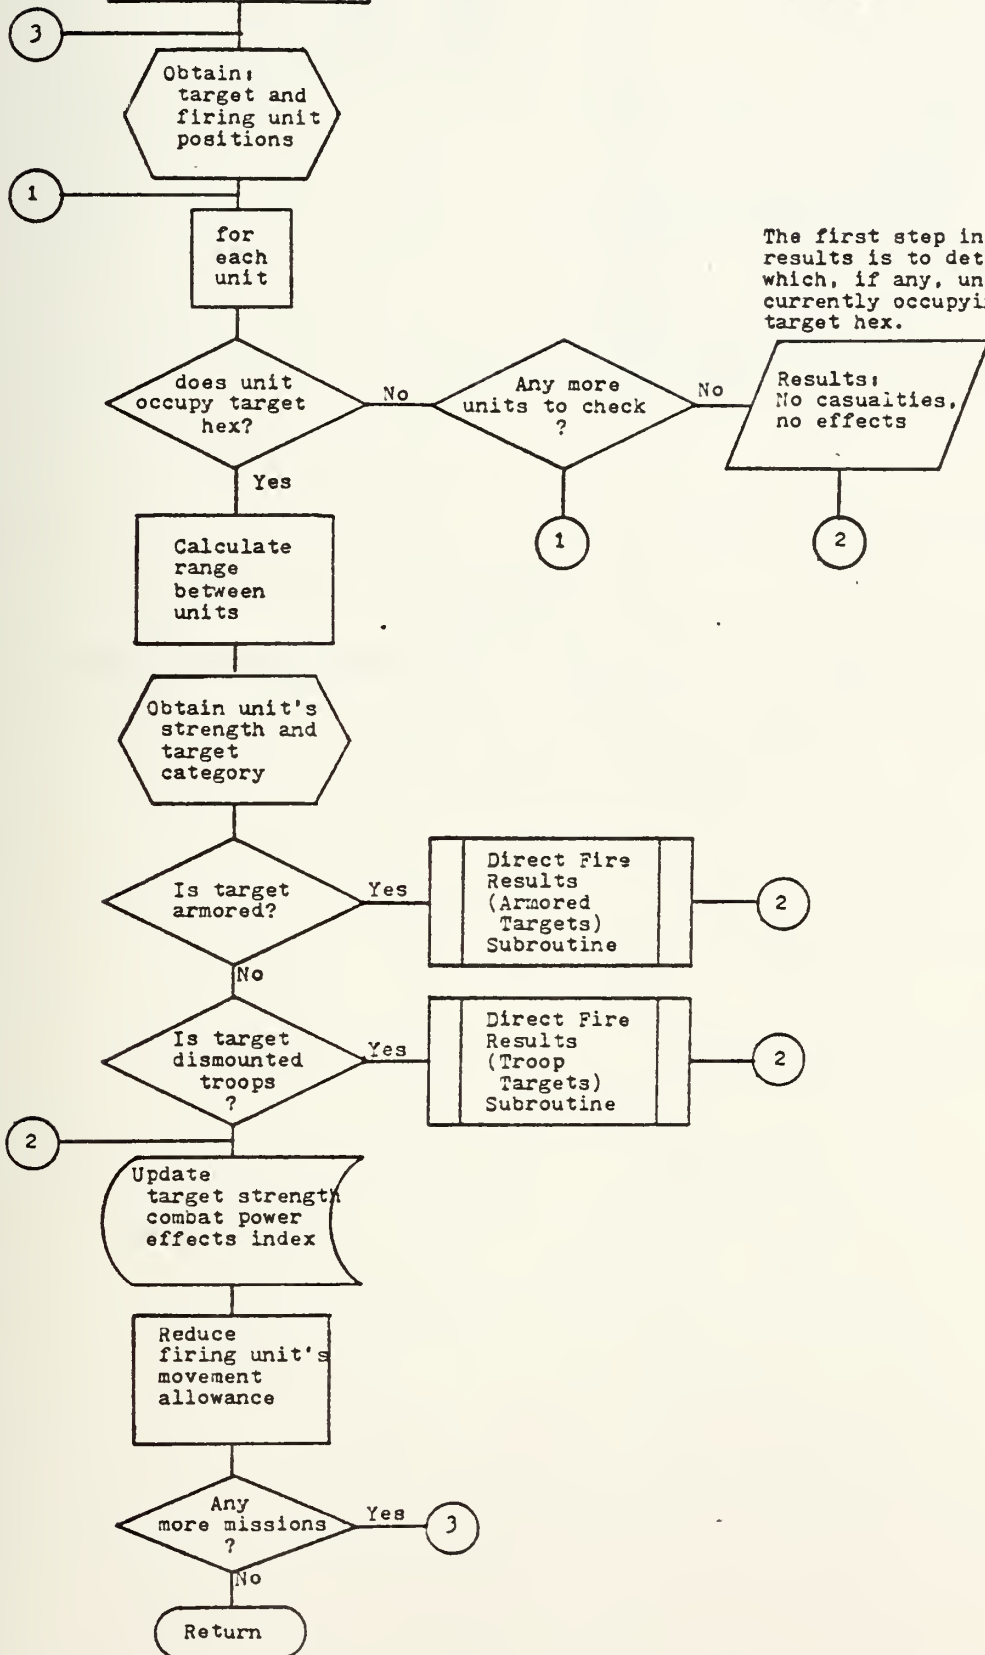 3
Obtain:
target and
firing unit
positions
1
for
each
unit
The first step in
results is to det
which, if any, un
currently occupyi
target hex.
does unit
occupy target
hex?
No
Any more
units to check
?
No
Results:
No casualties,
no effects
Yes
1
2
Calculate
range
between
units
Obtain unit's
strength and
target
category
Is target
armored?
Yes
Direct Fire
Results
(Armored
Targets)
Subroutine
2
No
Is target
dismounted
troops
?
Yes
Direct Fire
Results
(Troop
Targets)
Subroutine
2
2
Update
target strength
combat power
effects index
Reduce
firing unit's
movement
allowance
Any
more missions
?
Yes
3
No
Return